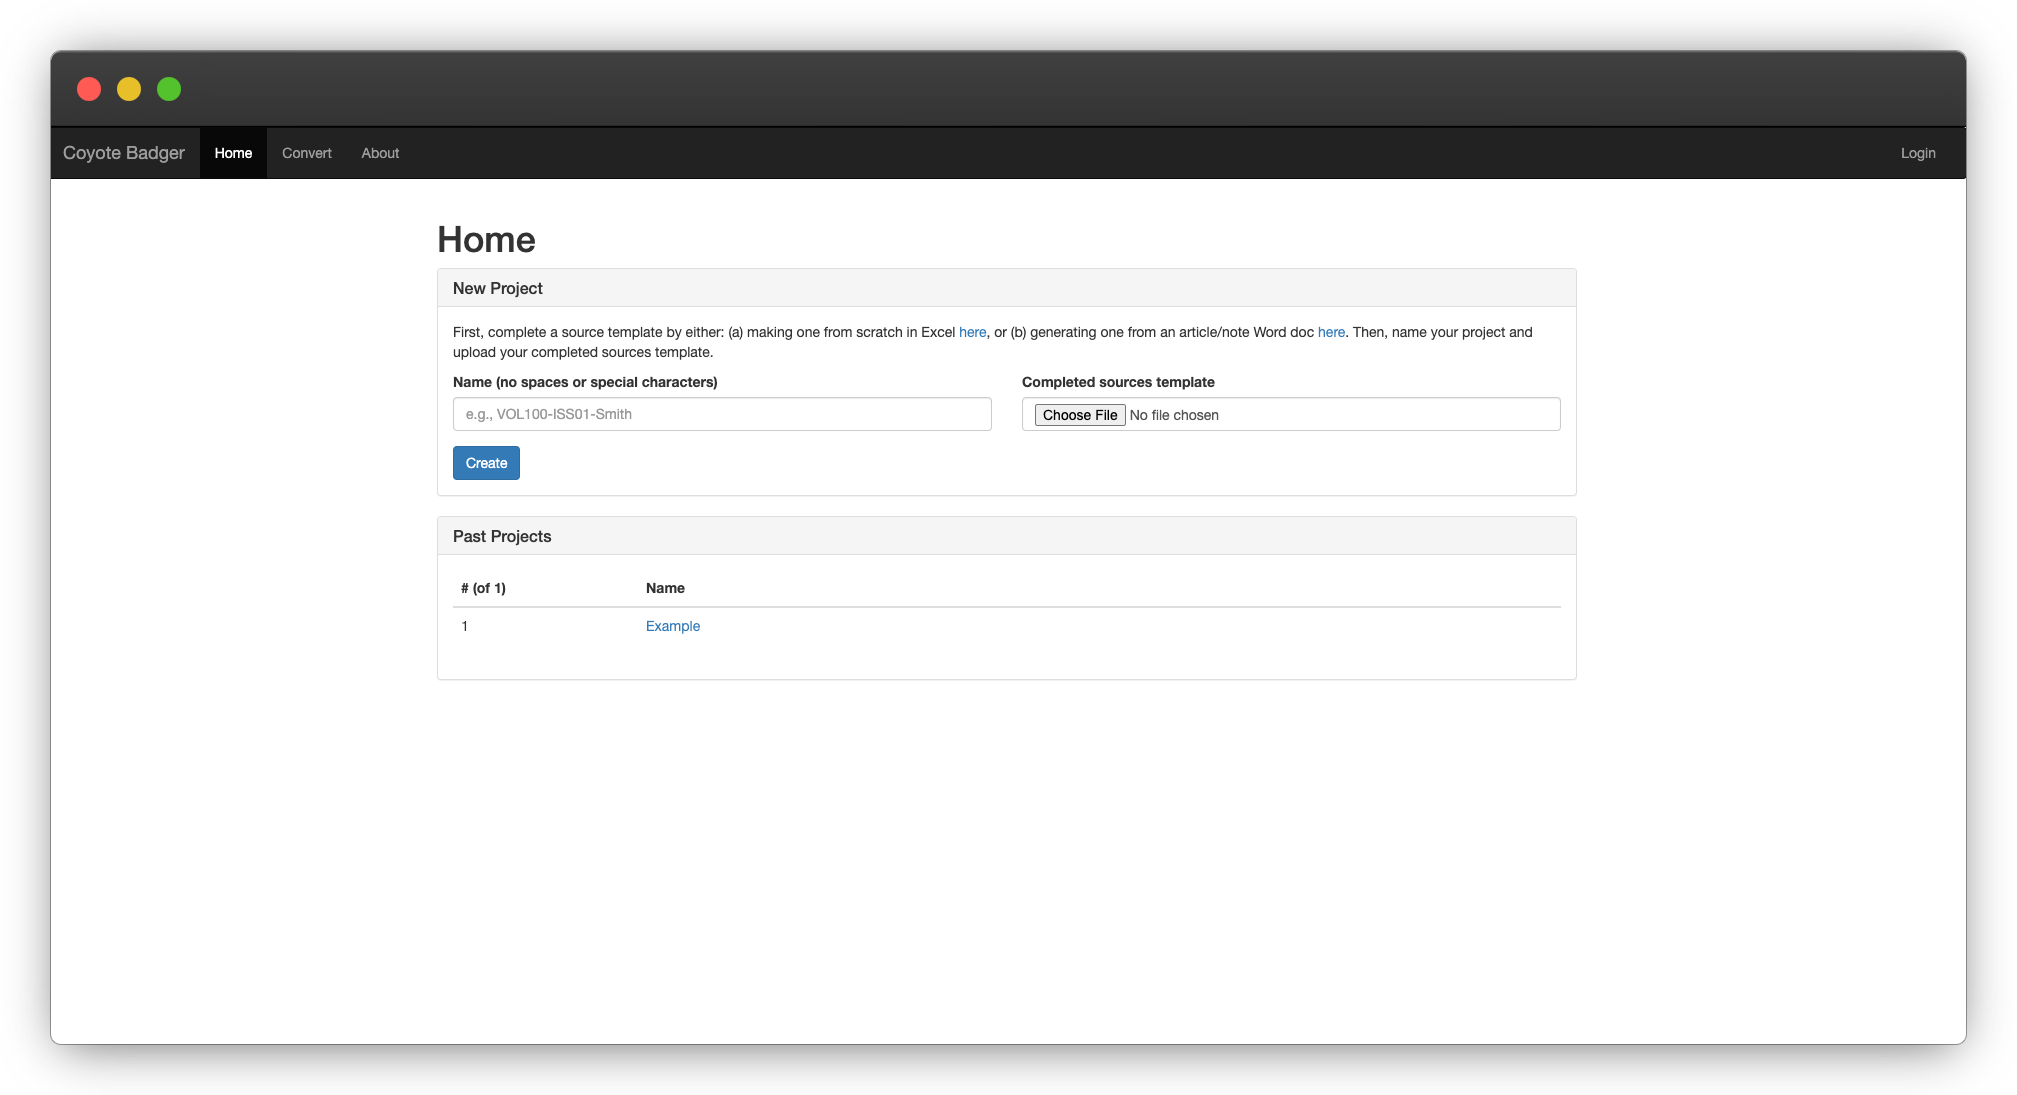 Coyote Badger Home Convert About Login
Home
New Project
First, complete a source template by either: (a) making one from scratch in Excel here, or (b) generating one from an article/note Word doc here. Then, name your project and
upload your completed sources template.
Name (no spaces or special characters) Completed sources template
e.g., VOL100-ISS01-Smith Choose File No file chosen
Create
Past Projects
# (of 1) Name
1 Example